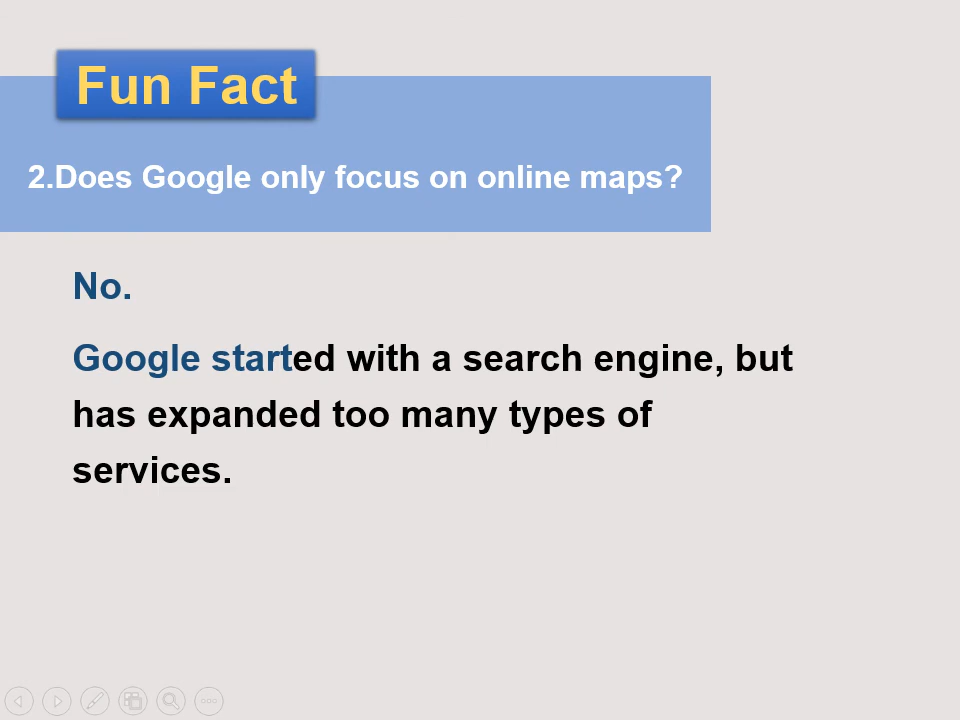 Fun Fact
2.Does Google only focus on online maps?
No.
Google started with a search engine, but
has expanded too many types of
services.